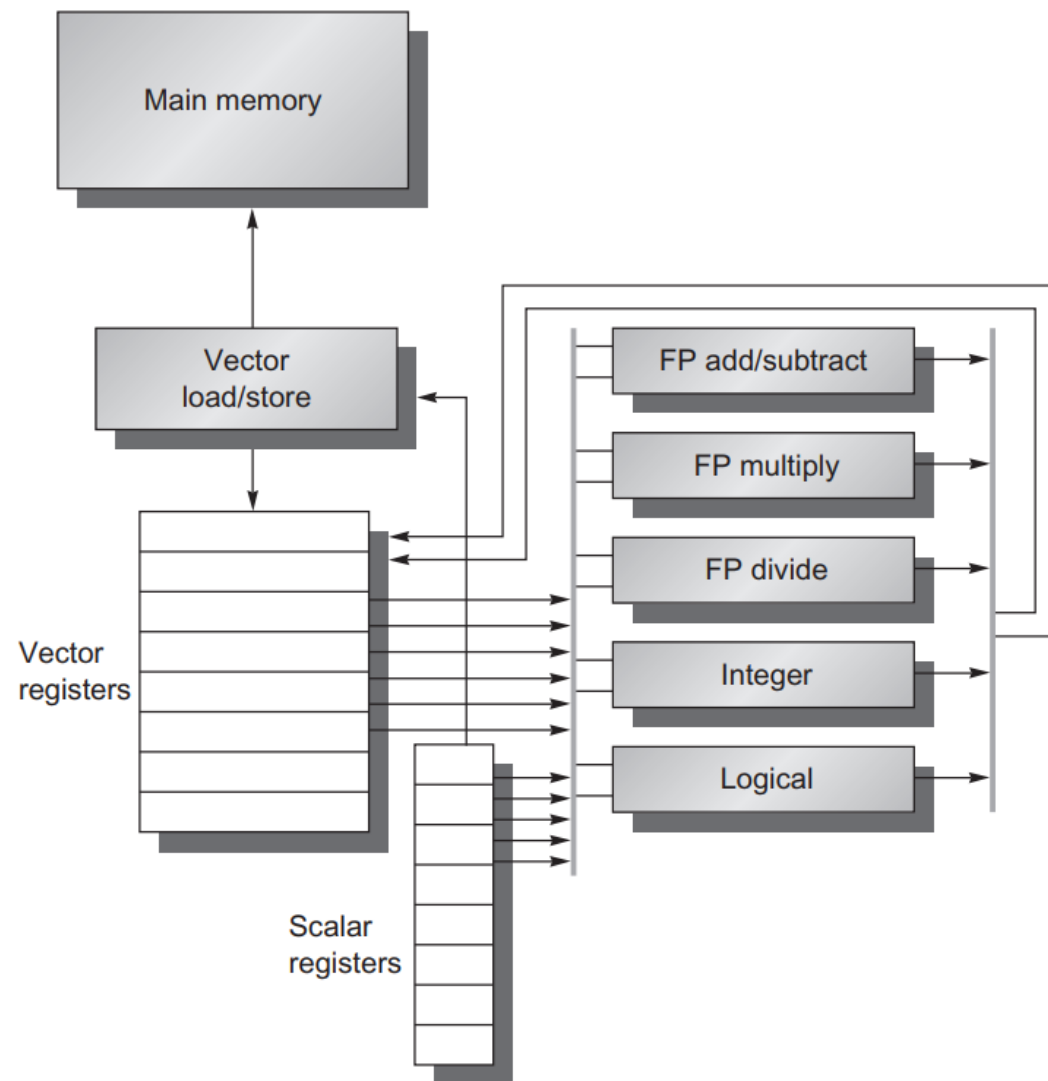 Main memory
Vector
load/store
FP add/subtract
FP multiply
FP divide
Integer
Logical
Vector
registers
Scalar
registers